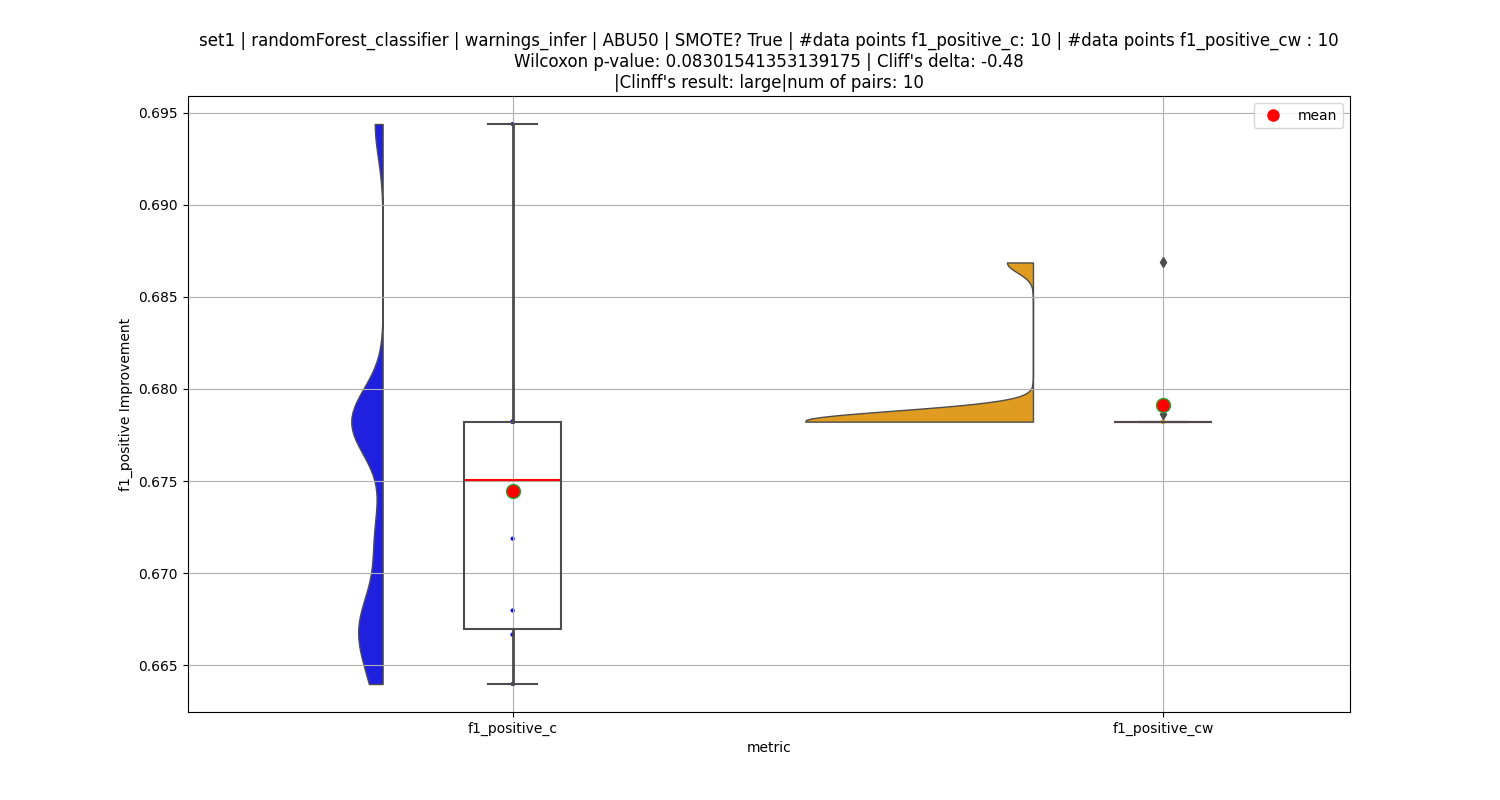 set1 | randomForest_classifier | warnings_infer | ABU50 | SMOTE? True | #data points f1_positive_c: 10 | #data points f1_positive_cw : 10
Wilcoxon p-value: 0.08301541353139175 | Cliff's delta: -0.48
|Clinff's result: large|num of pairs: 10
mean
0.695
0.690
0.685
0.680
0.675
0.670
0.665
f1_positive Improvement
f1_positive_c
f1_positive_cw
metric